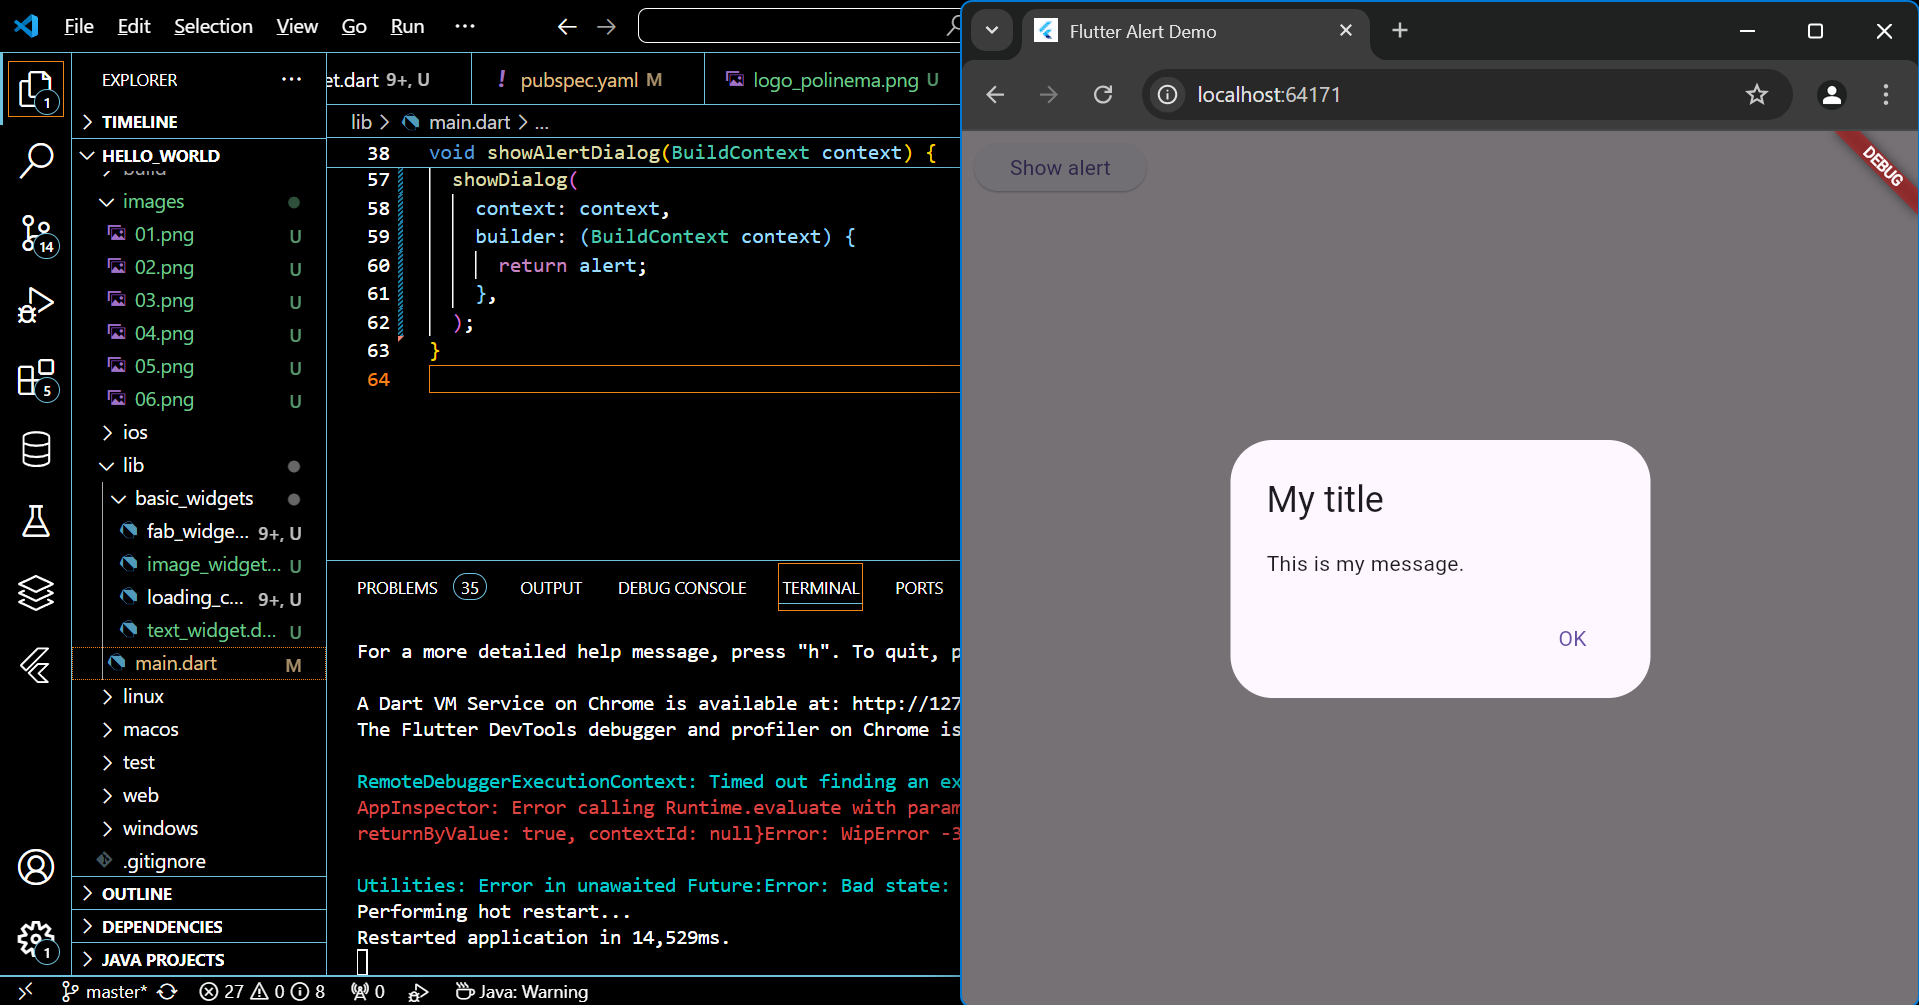 File Edit Selection View Go Run ...
EXPLORER ...
1
TIMELINE
HELLO_WORLD
build
images
01.png U
02.png U
03.png U
04.png U
05.png U
06.png U
ios
lib
basic_widgets
fab_widge... 9+, U
image_widget... U
loading_c... 9+, U
text_widget.d... U
main.dart M
linux
macos
test
web
windows
.gitignore
OUTLINE
DEPENDENCIES
JAVA PROJECTS
14
5
1
et.dart 9+, U
! pubspec.yaml M
logo_polinema.png U
lib > main.dart > ...
38 void showAlertDialog(BuildContext context) {
57 showDialog(
58 context: context,
59 builder: (BuildContext context) {
60 return alert;
61 },
62 );
63 }
64
PROBLEMS 35 OUTPUT DEBUG CONSOLE TERMINAL PORTS
For a more detailed help message, press "h". To quit, p
A Dart VM Service on Chrome is available at: http://127
The Flutter DevTools debugger and profiler on Chrome is
RemoteDebuggerExecutionContext: Timed out finding an ex
AppInspector: Error calling Runtime.evaluate with param
returnByValue: true, contextId: null}Error: WipError -3
Utilities: Error in unawaited Future:Error: Bad state:
Performing hot restart...
Restarted application in 14,529ms.
master* 27 0 8 0 Java: Warning
Flutter Alert Demo
localhost:64171
Show alert
DEBUG
My title
This is my message.
OK